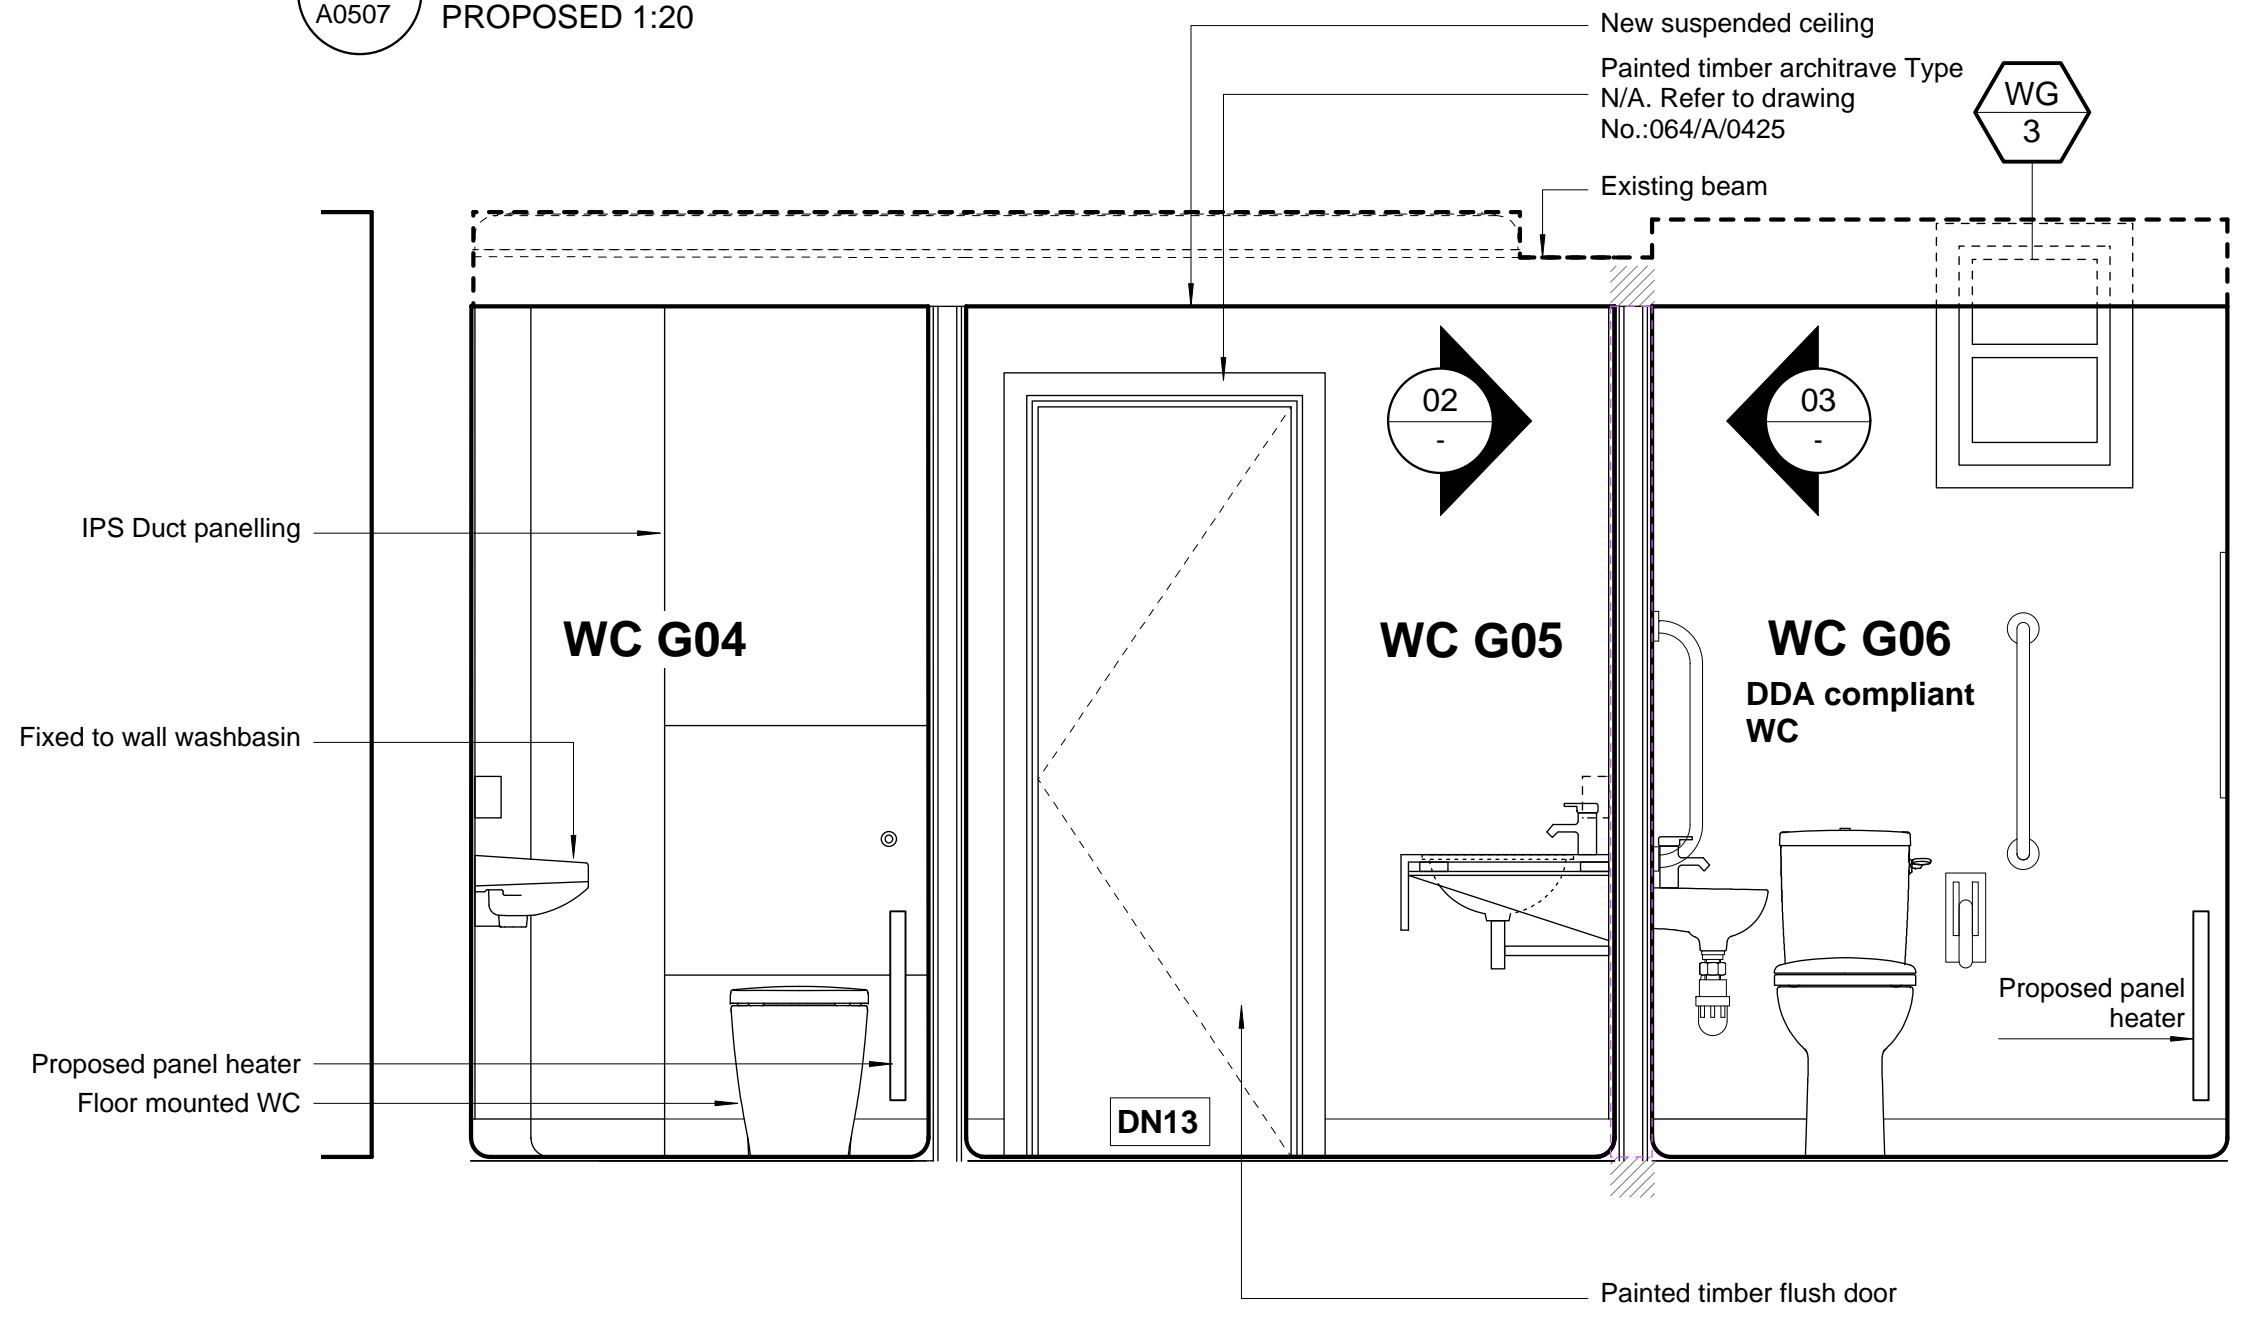 A0507
PROPOSED 1:20
New suspended ceiling
Painted timber architrave Type
N/A. Refer to drawing
No.:064/A/0425
WG
3
Existing beam
02
-
03
-
IPS Duct panelling
WC G04
WC G05
WC G06
DDA compliant
WC
Fixed to wall washbasin
Proposed panel
heater
Proposed panel heater
Floor mounted WC
DN13
Painted timber flush door